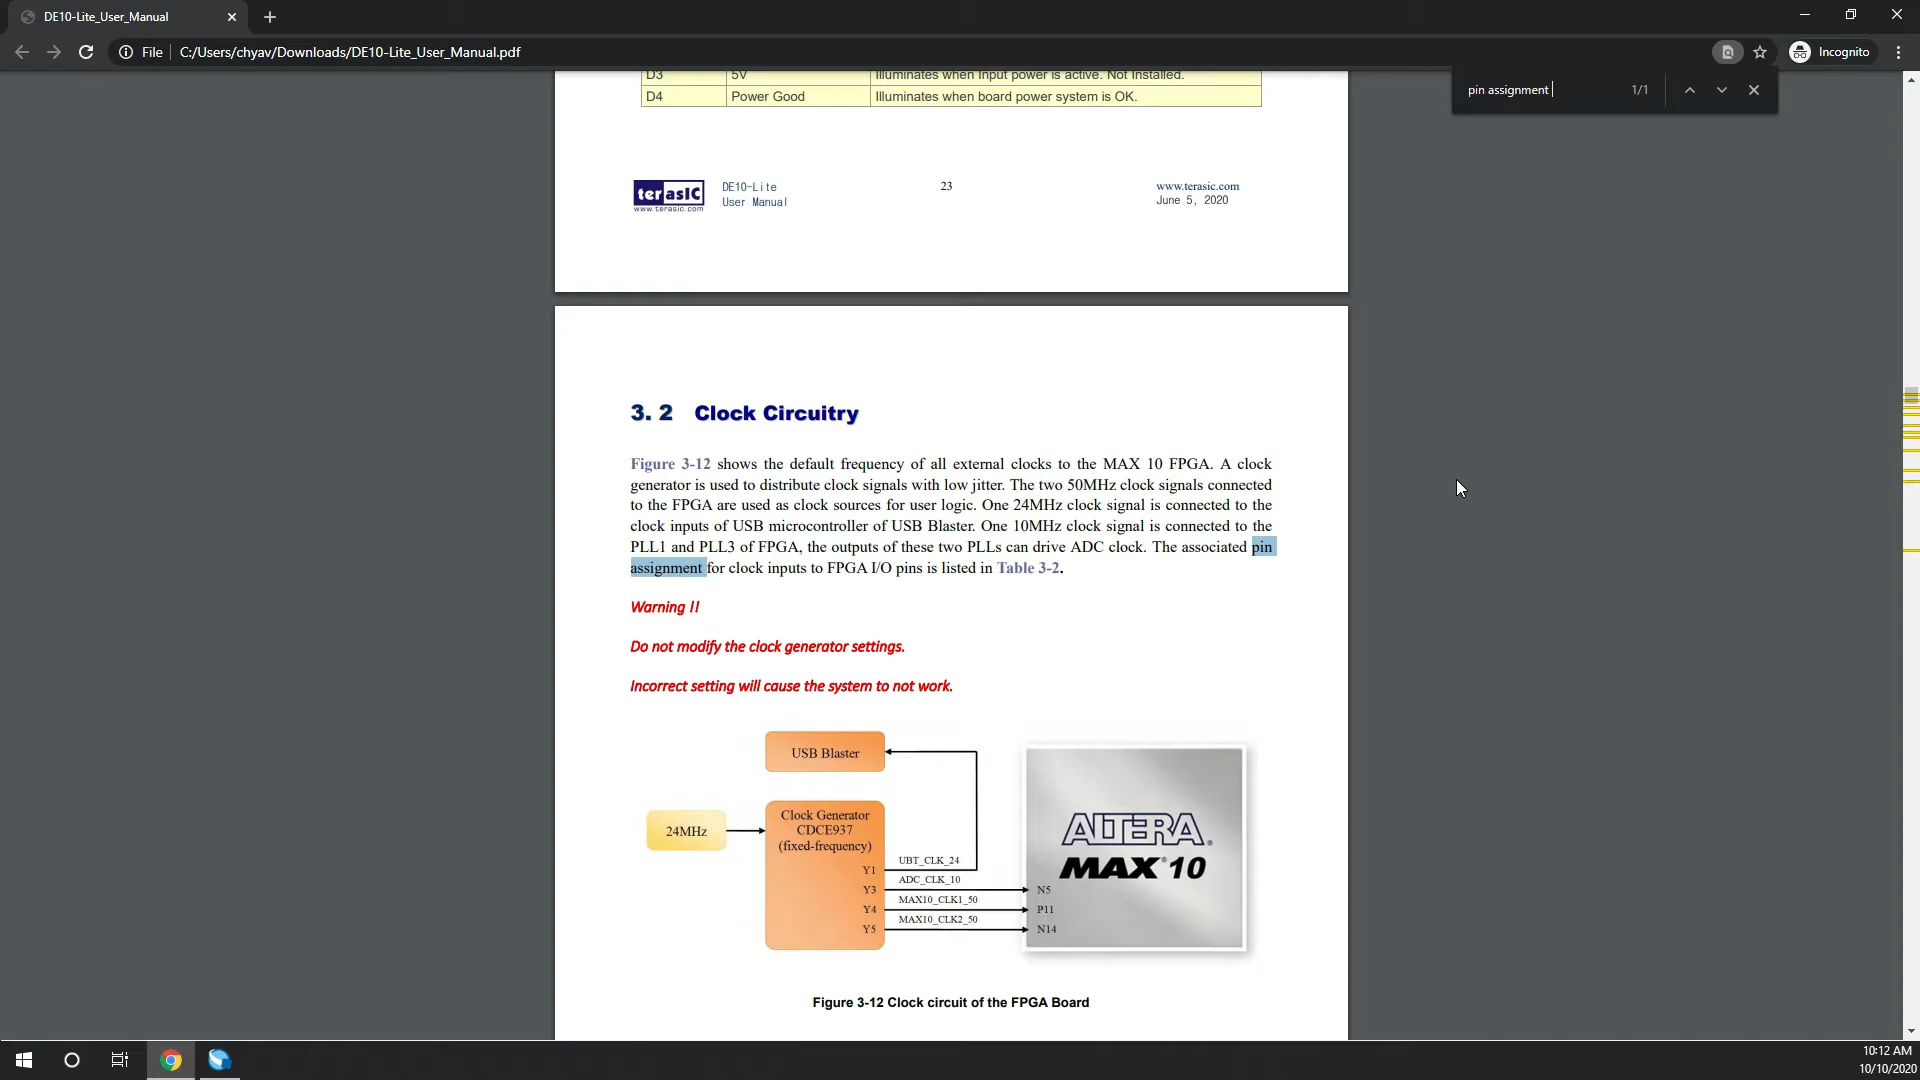 DE10-Lite_User_Manual
File C:/Users/chyav/Downloads/DE10-Lite_User_Manual.pdf
Incognito
pin assignment 1/1
D3 5V Illuminates when Input power is active. Not Installed.
D4 Power Good Illuminates when board power system is OK.
terasIC DE10-Lite 23 www.terasic.com
www.terasic.com User Manual June 5, 2020
3. 2 Clock Circuitry
Figure 3-12 shows the default frequency of all external clocks to the MAX 10 FPGA. A clock
generator is used to distribute clock signals with low jitter. The two 50MHz clock signals connected
to the FPGA are used as clock sources for user logic. One 24MHz clock signal is connected to the
clock inputs of USB microcontroller of USB Blaster. One 10MHz clock signal is connected to the
PLL1 and PLL3 of FPGA, the outputs of these two PLLs can drive ADC clock. The associated pin
assignment for clock inputs to FPGA I/O pins is listed in Table 3-2.
Warning !!
Do not modify the clock generator settings.
Incorrect setting will cause the system to not work.
USB Blaster
24MHz
Clock Generator
CDCE937
(fixed-frequency)
ALTERA®
MAX®10
UBT_CLK_24
Y1
ADC_CLK_10
Y3 N5
MAX10_CLK1_50
Y4 P11
MAX10_CLK2_50
Y5 N14
Figure 3-12 Clock circuit of the FPGA Board
10:12 AM
10/10/2020